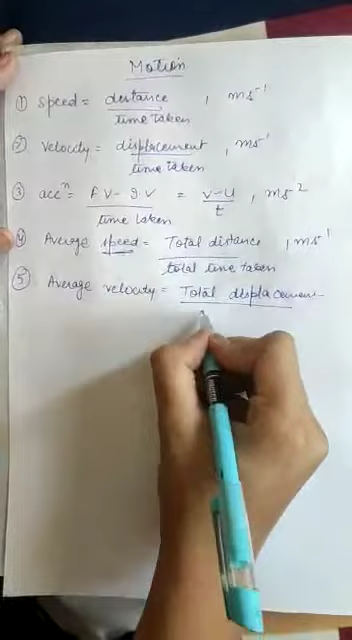 Motion
① Speed = distance / time taken , ms⁻¹
② Velocity = displacement / time taken , ms⁻¹
③ accⁿ = F V - I V / time taken = v-u / t , ms⁻²
④ Average speed = Total distance / total time taken , ms⁻¹
⑤ Average velocity = Total displacement